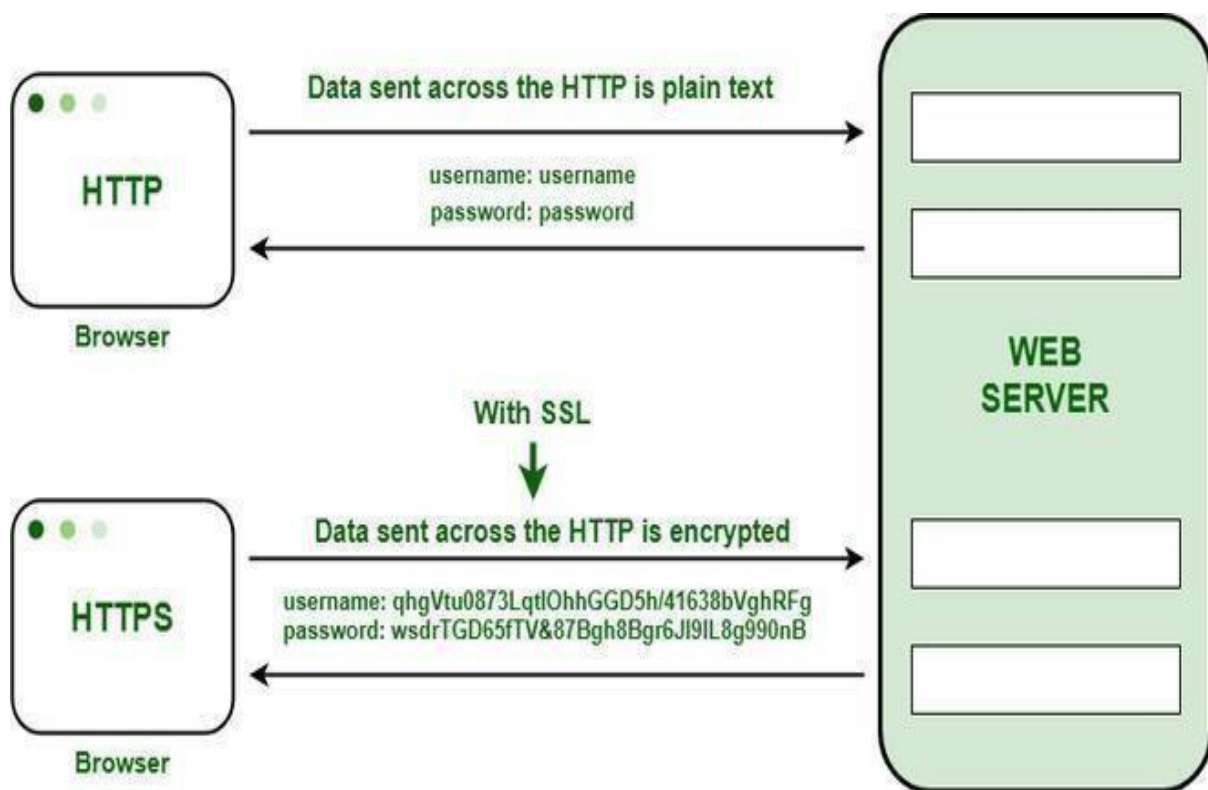 Data sent across the HTTP is plain text
HTTP
username: username
password: password
Browser
WEB
SERVER
With SSL
Data sent across the HTTP is encrypted
HTTPS
username: qhgVtu0873LqtIOhhGGD5h/41638bVghRFg
password: wsdrTGD65fTV&87Bgh8Bgr6JI9IL8g990nB
Browser